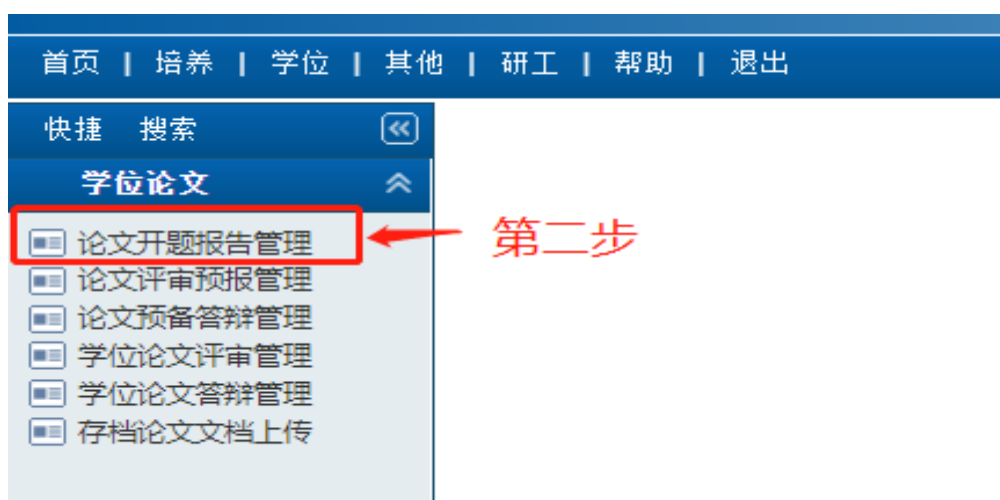 首页 | 培养 | 学位 | 其他 | 研工 | 帮助 | 退出
快捷 搜索
学位论文
论文开题报告管理
第二步
论文评审预报管理
论文预备答辩管理
学位论文评审管理
学位论文答辩管理
存档论文文档上传